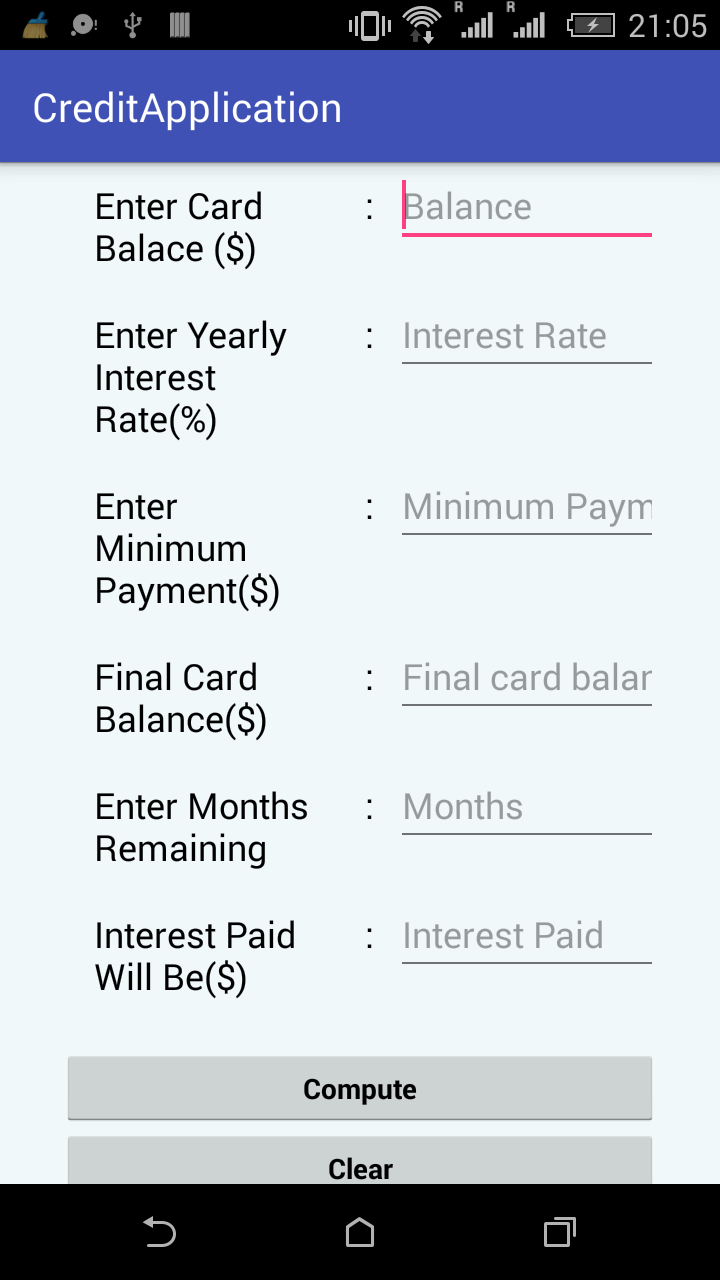 R R 21:05
CreditApplication
Enter Card : Balance
Balace ($)
Enter Yearly : Interest Rate
Interest
Rate(%)
Enter : Minimum Paym
Minimum
Payment($)
Final Card : Final card balan
Balance($)
Enter Months : Months
Remaining
Interest Paid : Interest Paid
Will Be($)
Compute
Clear